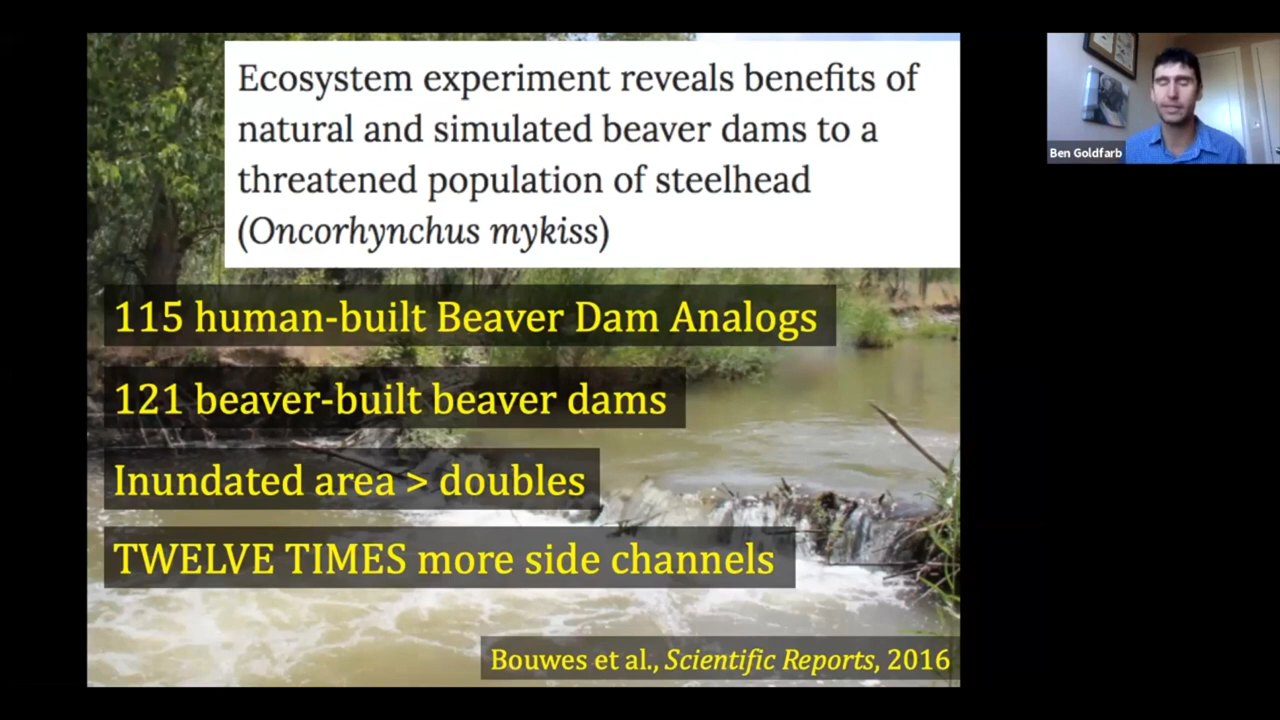 Ecosystem experiment reveals benefits of
natural and simulated beaver dams to a
threatened population of steelhead
(Oncorhynchus mykiss)
115 human-built Beaver Dam Analogs
121 beaver-built beaver dams
Inundated area > doubles
TWELVE TIMES more side channels
Bouwes et al., Scientific Reports, 2016
Ben Goldfarb